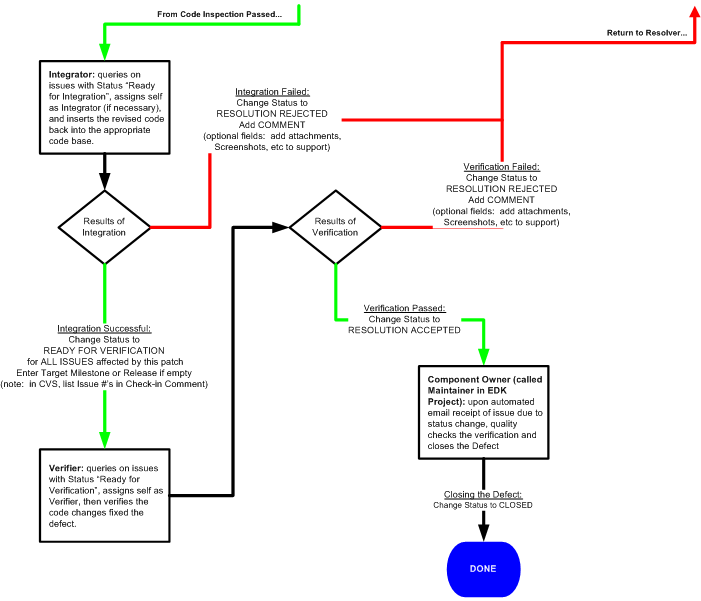 From Code Inspection Passed...
Return to Resolver...
Integrator: queries on
issues with Status “Ready
for Integration”, assigns self
as Integrator (if necessary),
and inserts the revised code
back into the appropriate
code base.
Integration Failed:
Change Status to
RESOLUTION REJECTED
Add COMMENT
(optional fields: add attachments,
Screenshots, etc to support)
Verification Failed:
Change Status to
RESOLUTION REJECTED
Add COMMENT
(optional fields: add attachments,
Screenshots, etc to support)
Results of
Integration
Results of
Verification
Integration Successful:
Change Status to
READY FOR VERIFICATION
for ALL ISSUES affected by this patch
Enter Target Milestone or Release if empty
(note: in CVS, list Issue #'s in Check-in Comment)
Verification Passed:
Change Status to
RESOLUTION ACCEPTED
Component Owner (called
Maintainer in EDK
Project): upon automated
email receipt of issue due to
status change, quality
checks the verification and
closes the Defect
Verifier: queries on issues
with Status “Ready for
Verification”, assigns self as
Verifier, then verifies the
code changes fixed the
defect.
Closing the Defect:
Change Status to CLOSED
DONE